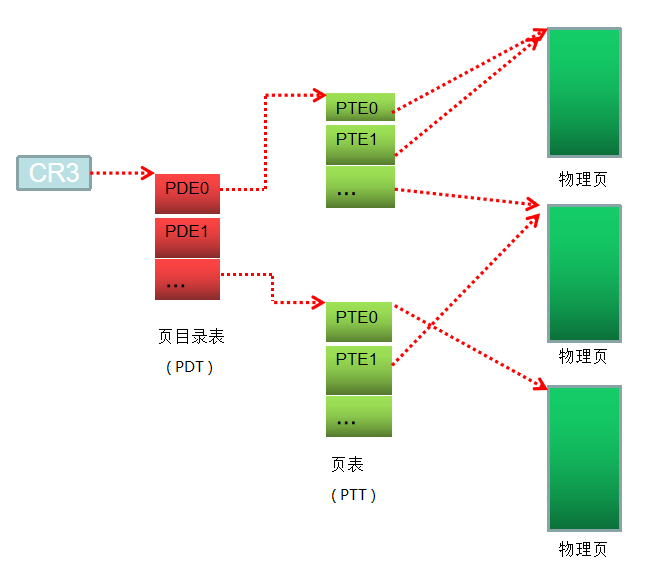 CR3
PDE0
PDE1
...
页目录表
（PDT）
PTE0
PTE1
...
PTE0
PTE1
...
页表
（PTT）
物理页
物理页
物理页